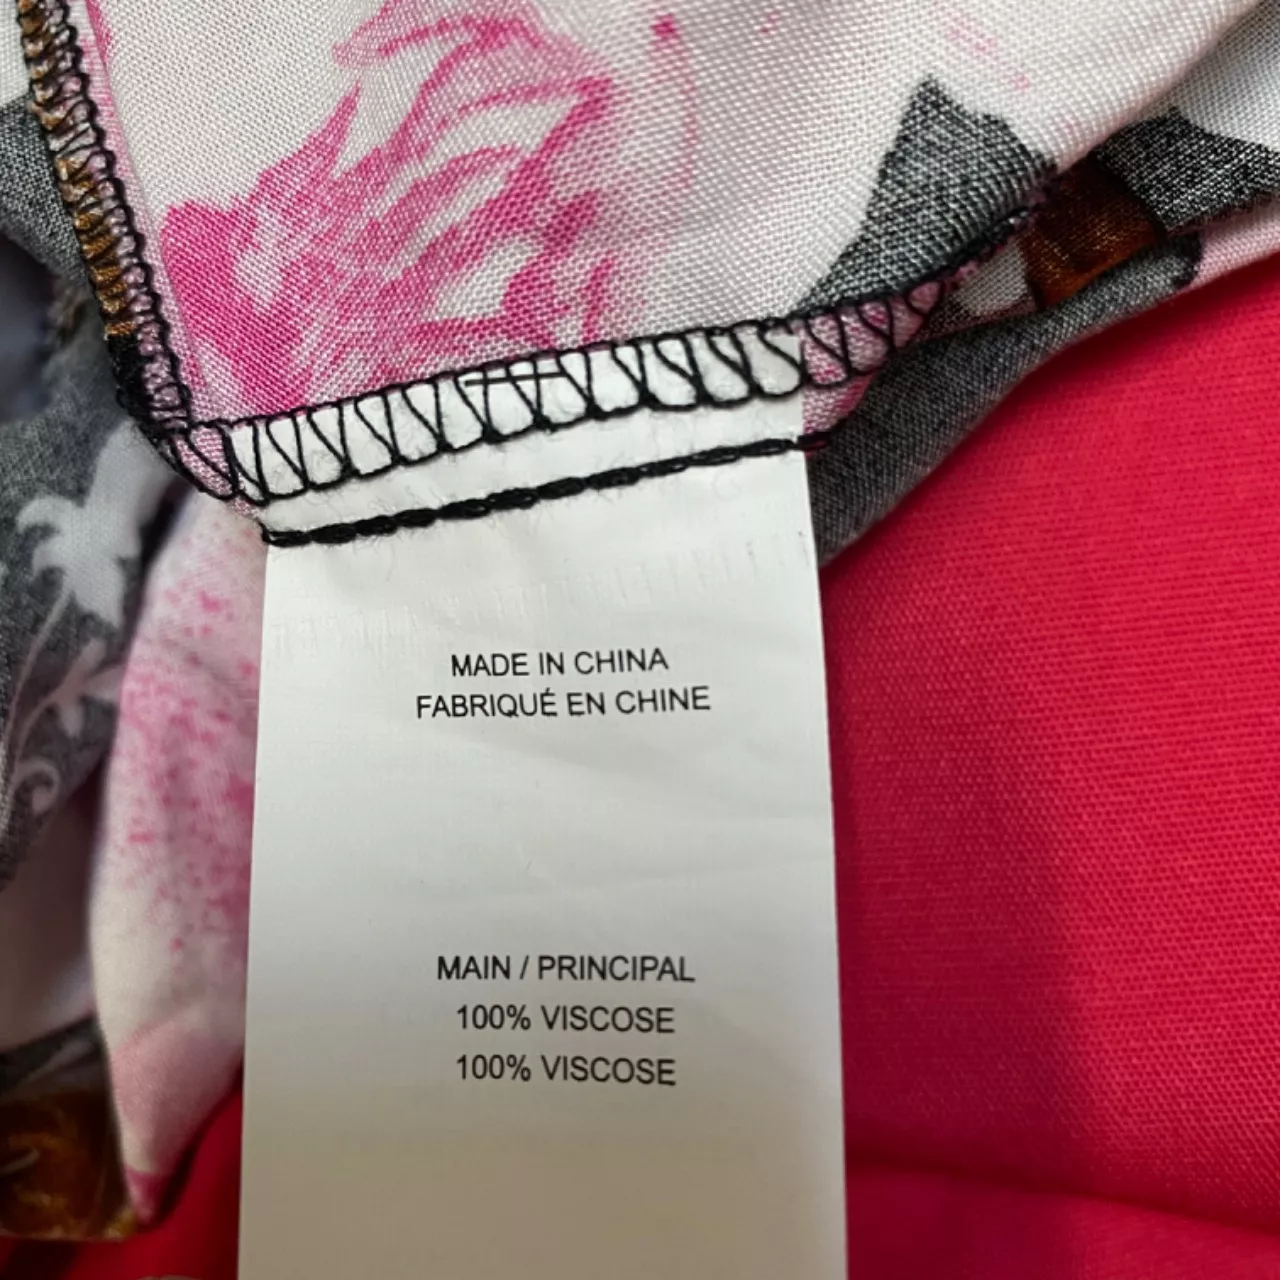 MADE IN CHINA
FABRIQUÉ EN CHINE
MAIN / PRINCIPAL
100% VISCOSE
100% VISCOSE